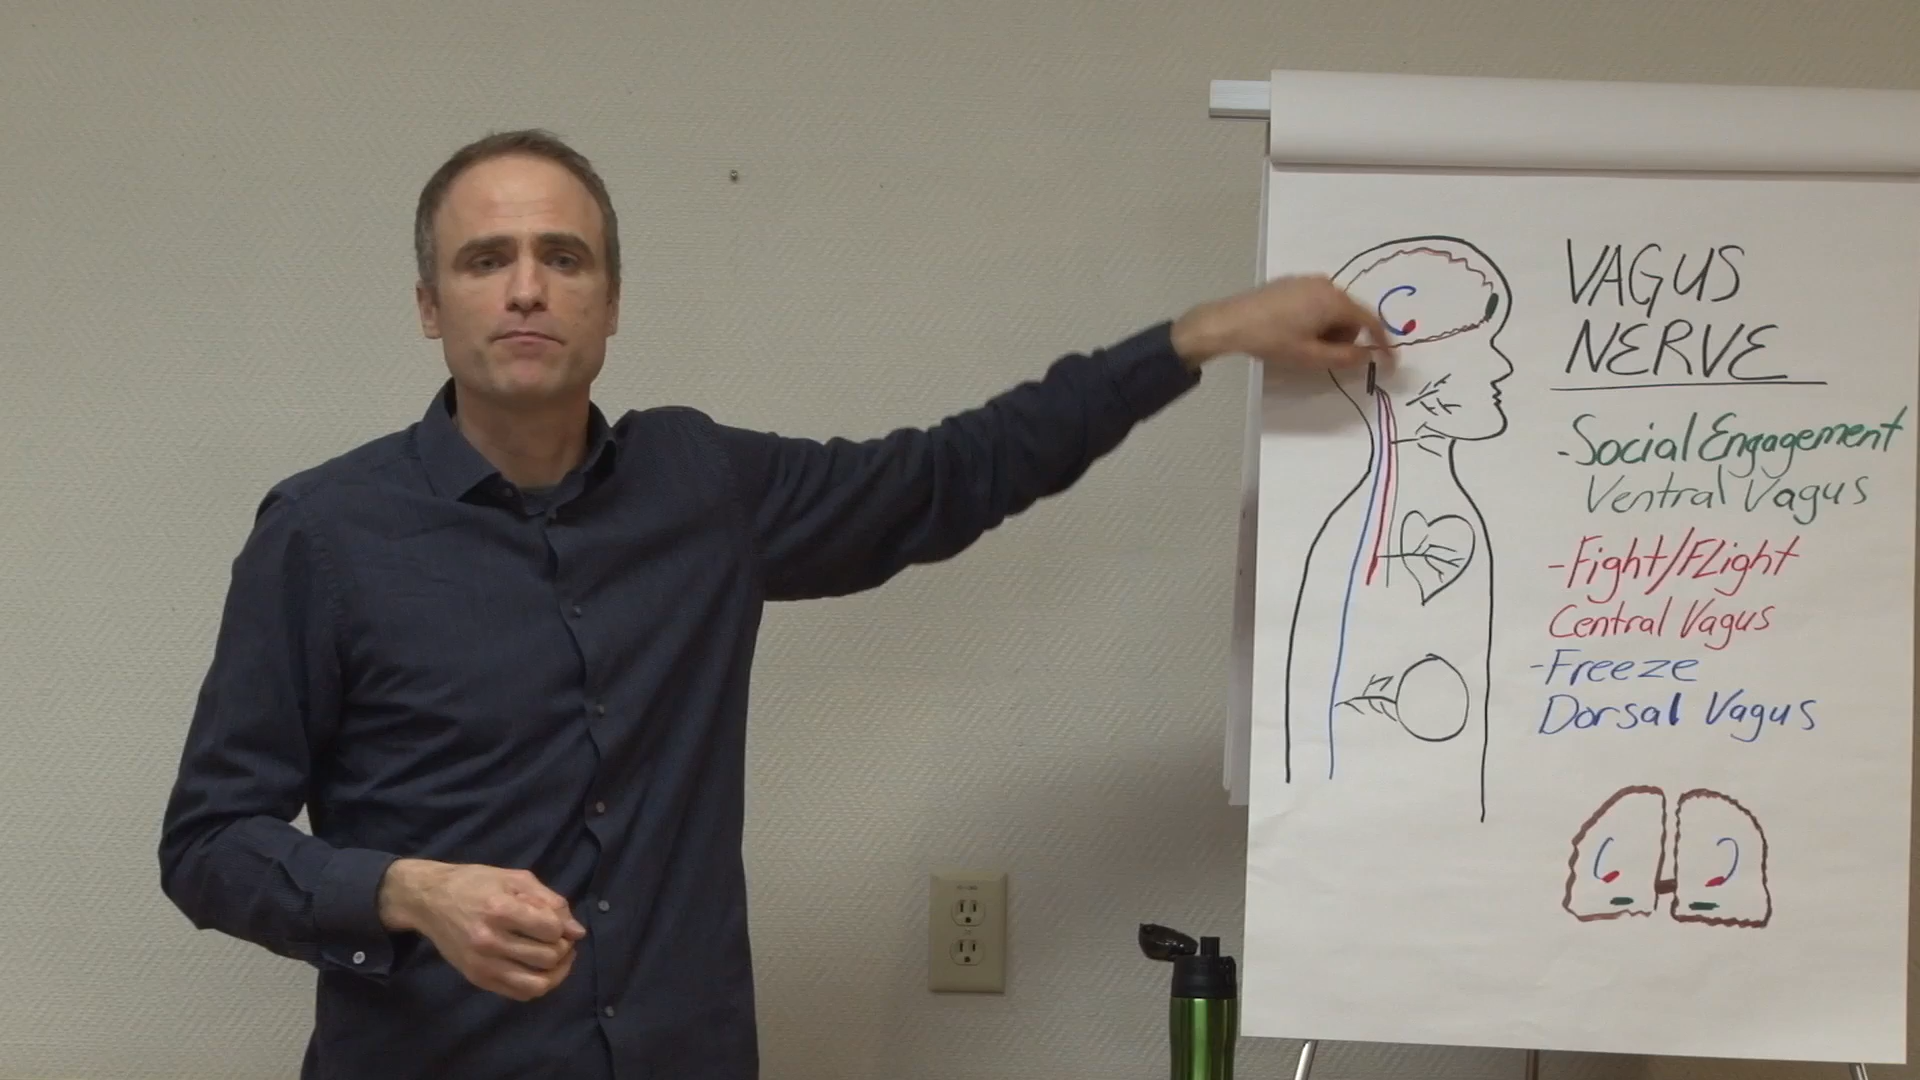 VAGUS
NERVE
- Social Engagement
Ventral Vagus
- Fight/Flight
Central Vagus
- Freeze
Dorsal Vagus